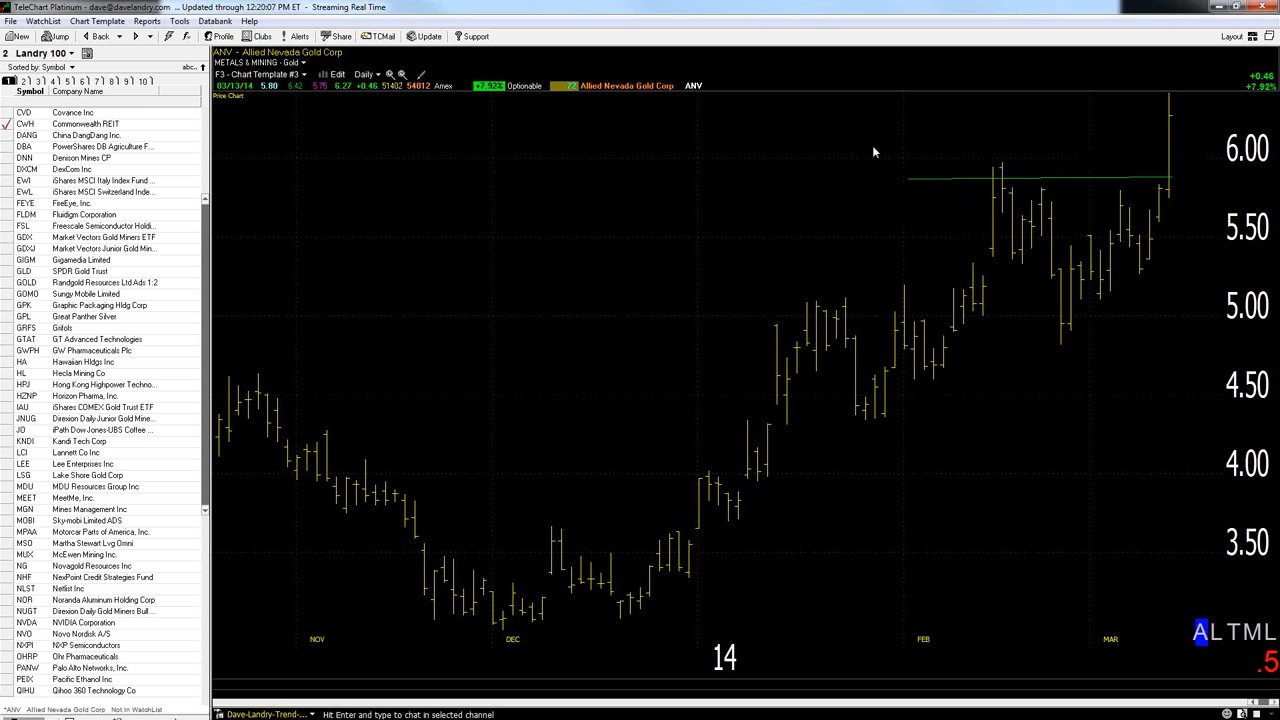 TeleChart Platinum - dave@davelandry.com ... Updated through 12:20:07 PM ET - Streaming Real Time
File WatchList Chart Template Reports Tools Databank Help
New Jump Back Profile Clubs Alerts Share TCMail Update Support Layout
2 Landry 100
Sorted by: Symbol abc..
1 2 3 4 5 6 7 8 9 10
Symbol Company Name
CVD Covance Inc
CWH Commonwealth REIT
DANG China DangDang Inc.
DBA PowerShares DB Agriculture F...
DNN Denison Mines CP
DXCM DexCom Inc
EWI iShares MSCI Italy Index Fund
EWL iShares MSCI Switzerland Inde...
FEYE FireEye, Inc.
FLDM Fluidigm Corporation
FSL Freescale Semiconductor Holdi...
GDX Market Vectors Gold Miners ETF
GDXJ Market Vectors Junior Gold Min...
GIGM Gigamedia Limited
GLD SPDR Gold Trust
GOLD Randgold Resources Ltd Ads 1:2
GOMO Sungy Mobile Limited
GPK Graphic Packaging Hldg Corp
GPL Great Panther Silver
GRFS Grifols
GTAT GT Advanced Technologies
GWPH GW Pharmaceuticals Plc
HA Hawaiian Hldgs Inc
HL Hecla Mining Co
HPJ Hong Kong Highpower Techno...
HZNP Horizon Pharma, Inc.
IAU iShares COMEX Gold Trust ETF
JNUG Direxion Daily Junior Gold Mine...
JO iPath Dow Jones-UBS Coffee ...
KNDI Kandi Tech Corp
LCI Lannett Co Inc
LEE Lee Enterprises Inc
LSG Lake Shore Gold Corp
MDU MDU Resources Group Inc
MEET MeetMe, Inc.
MGN Mines Management
MOBI Sky-mobi Limited ADS
MPAA Motorcar Parts of America, Inc.
MSO Martha Stewart Lvg Omni
MUX McEwen Mining Inc.
NG Novagold Resources Inc
NHF NexPoint Credit Strategies Fund
NLST Netlist Inc
NOR Noranda Aluminum Holding Corp
NUGT Direxion Daily Gold Miners Bull ...
NVDA NVIDIA Corporation
NVO Novo Nordisk A/S
NXPI NXP Semiconductors
OHRP Ohr Pharmaceuticals
PANW Palo Alto Networks, Inc.
PEIX Pacific Ethanol Inc
QIHU Qihoo 360 Technology Co
*ANV Allied Nevada Gold Corp Not In WatchList
ANV - Allied Nevada Gold Corp
METALS & MINING - Gold
F3 - Chart Template #3 Edit Daily
03/13/14 5.80 6.42 5.75 6.27 +0.46 51402 54012 Amex +7.92% Optionable 72 Allied Nevada Gold Corp ANV
+0.46
+7.92%
Price Chart
6.00
5.50
5.00
4.50
4.00
3.50
NOV DEC 14 FEB MAR
ALTML
.5
Dave-Landry-Trend-... Hit Enter and type to chat in selected channel